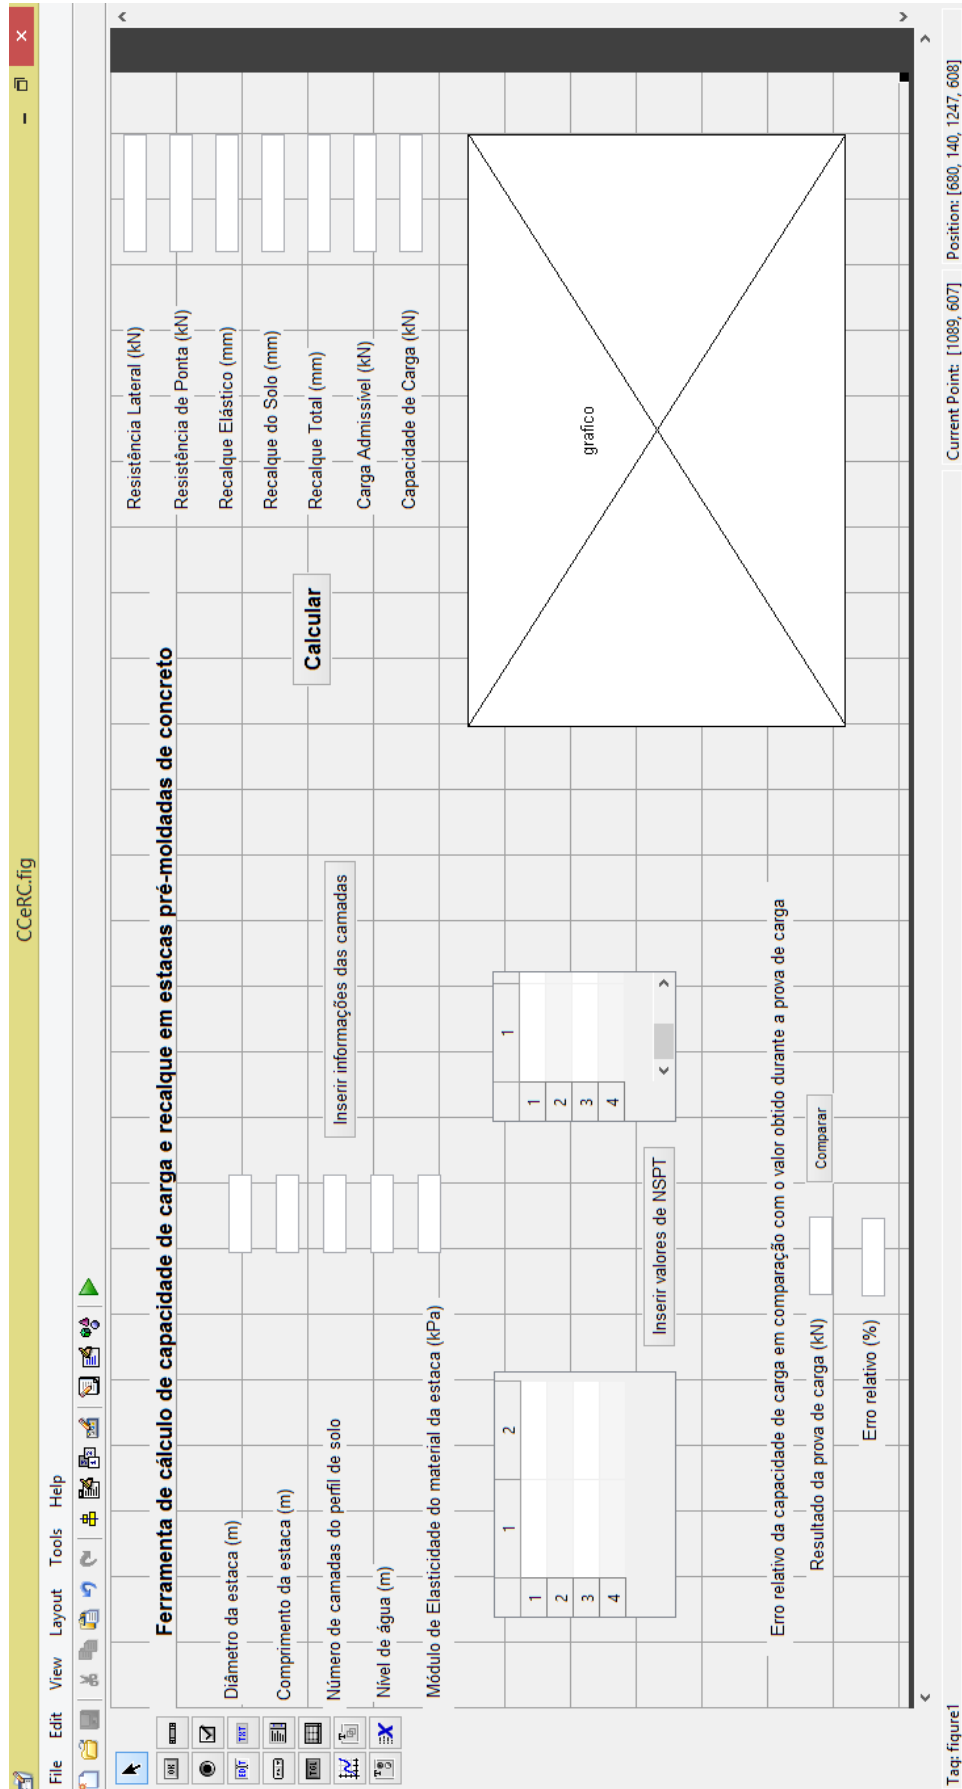 CCeRC.fig
File Edit View Layout Tools Help
Ferramenta de cálculo de capacidade de carga e recalque em estacas pré-moldadas de concreto
Diâmetro da estaca (m)
Comprimento da estaca (m)
Número de camadas do perfil de solo
Nível de água (m)
Módulo de Elasticidade do material da estaca (kPa)
Inserir informações das camadas
Calcular
Resistência Lateral (kN)
Resistência de Ponta (kN)
Recalque Elástico (mm)
Recalque do Solo (mm)
Recalque Total (mm)
Carga Admissível (kN)
Capacidade de Carga (kN)
1 2
1
2
3
4
Inserir valores de NSPT
1
1
2
3
4
grafico
Erro relativo da capacidade de carga em comparação com o valor obtido durante a prova de carga
Resultado da prova de carga (kN)
Comparar
Erro relativo (%)
Tag: figure1
Current Point: [1089, 607]
Position: [680, 140, 1247, 608]